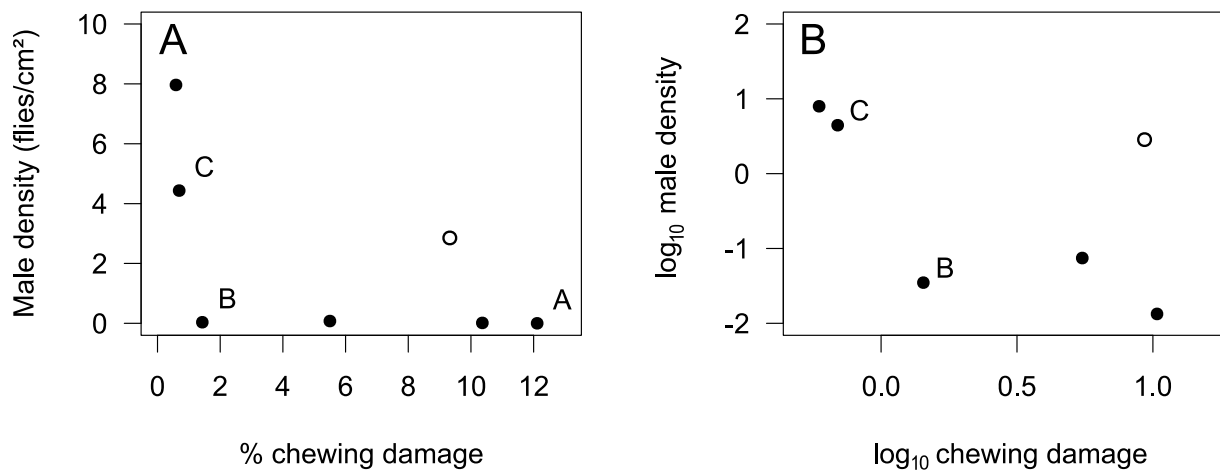 A
Male density (flies/cm²)
10
8
6
4
2
0
C
B
A
0 2 4 6 8 10 12
% chewing damage
B
log₁₀ male density
2
1
0
-1
-2
C
B
0.0 0.5 1.0
log₁₀ chewing damage